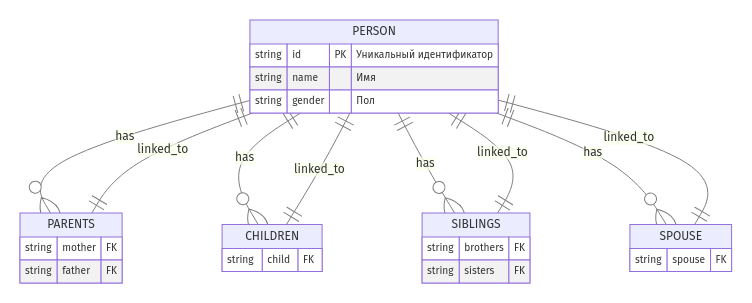 PERSON
string id PK Уникальный идентификатор
string name Имя
string gender Пол
has
linked_to
has
linked_to
has
linked_to
has
linked_to
PARENTS
string mother FK
string father FK
CHILDREN
string child FK
SIBLINGS
string brothers FK
string sisters FK
SPOUSE
string spouse FK